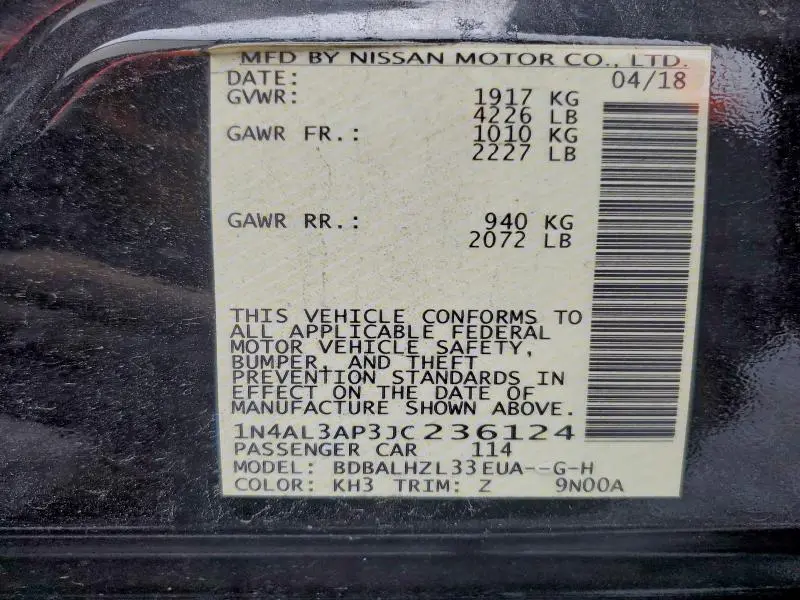 MFD BY NISSAN MOTOR CO., LTD.
DATE: 04/18
GVWR: 1917 KG
4226 LB
GAWR FR.: 1010 KG
2227 LB
GAWR RR.: 940 KG
2072 LB
THIS VEHICLE CONFORMS TO
ALL APPLICABLE FEDERAL
MOTOR VEHICLE SAFETY,
BUMPER, AND THEFT
PREVENTION STANDARDS IN
EFFECT ON THE DATE OF
MANUFACTURE SHOWN ABOVE.
1N4AL3AP3JC236124
PASSENGER CAR 114
MODEL: BDBALHZL33EUA--G-H
COLOR: KH3 TRIM: Z 9N00A